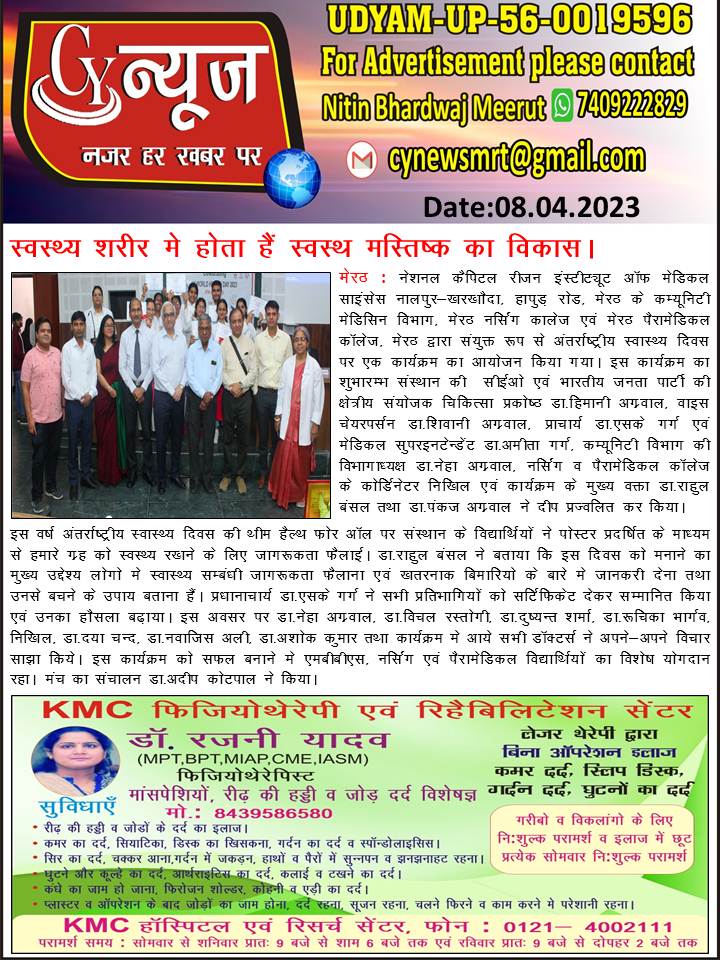 CY न्यूज
नजर हर खबर पर
UDYAM-UP-56-0019596
For Advertisement please contact
Nitin Bhardwaj Meerut 7409222829
cynewsmrt@gmail.com
Date:08.04.2023
स्वस्थ्य शरीर मे होता हैं स्वस्थ मस्तिष्क का विकास।
मेरठ : नेशनल कैपिटल रीजन इंस्टीट्यूट ऑफ मेडिकल
साइंसेस नालपुर–खरखौदा, हापुड़ रोड, मेरठ के कम्यूनिटी
मेडिसिन विभाग, मेरठ नर्सिग कालेज एवं मेरठ पैरामेडिकल
कॉलेज, मेरठ द्वारा संयुक्त रूप से अंतर्राष्ट्रीय स्वास्थ्य दिवस
पर एक कार्यक्रम का आयोजन किया गया। इस कार्यक्रम का
शुभारम्भ संस्थान की सीईओ एवं भारतीय जनता पार्टी की
क्षेत्रीय संयोजक चिकित्सा प्रकोष्ठ डा.हिमानी अग्रवाल, वाइस
चेयरपर्सन डा.शिवानी अग्रवाल, प्राचार्य डा.एसके गर्ग एवं
मेडिकल सुपरइनटेन्डेंट डा.अमीता गर्ग, कम्यूनिटी विभाग की
विभागाध्यक्ष डा.नेहा अग्रवाल, नर्सिग व पैरामेडिकल कॉलेज
के कोर्डिनेटर निखिल एवं कार्यक्रम के मुख्य वक्ता डा.राहुल
बंसल तथा डा.पंकज अग्रवाल ने दीप प्रज्वलित कर किया।
इस वर्ष अंतर्राष्ट्रीय स्वास्थ्य दिवस की थीम हैल्थ फोर ऑल पर संस्थान के विद्यार्थियों ने पोस्टर प्रदर्षित के माध्यम
से हमारे ग्रह को स्वस्थ्य रखने के लिए जागरूकता फैलाई। डा.राहुल बंसल ने बताया कि इस दिवस को मनाने का
मुख्य उद्देश्य लोगो मे स्वास्थ्य सम्बंघी जागरूकता फैलाना एवं खतरनाक बिमारियो के बारे मे जानकरी देना तथा
उनसे बचने के उपाय बताना हैं। प्रधानाचार्य डा.एसके गर्ग ने सभी प्रतिभागियों को सर्टिफिकेट देकर सम्मानित किया
एवं उनका हौसला बढ़ाया। इस अवसर पर डा.नेहा अग्रवाल, डा.विचल रस्तोगी, डा.दुष्यन्त शर्मा, डा.रूचिका भार्गव,
निखिल, डा.दया चन्द, डा.नवाजिस अली, डा.अशोक कुमार तथा कार्यक्रम मे आये सभी डॉक्टर्स ने अपने–अपने विचार
साझा किये। इस कार्यक्रम को सफल बनाने मे एमबीबीएस, नर्सिग एवं पैरामेडिकल विद्यार्थियों का विशेष योगदान
रहा। मंच का संचालन डा.अदीप कोटपाल ने किया।
KMC फिजियोथेरेपी एवं रिहैबिलिटेशन सेंटर
डॉ. रजनी यादव
(MPT,BPT,MIAP,CME,IASM)
फिजियोथेरेपिस्ट
मांसपेशियों, रीढ़ की हड्डी व जोड़ दर्द विशेषज्ञ
मो.: 8439586580
लेजर थेरेपी द्वारा
बिना ऑपरेशन इलाज
कमर दर्द, स्लिप डिस्क,
गर्दन दर्द, घुटनों का दर्द
सुविधाएँ
• रीढ़ की हड्डी व जोडों के दर्द का इलाज।
• कमर का दर्द, सियाटिका, डिस्क का खिसकना, गर्दन का दर्द व स्पॉन्डोलाइसिस।
• सिर का दर्द, चक्कर आना,गर्दन में जकड़न, हाथों व पैरों में सुन्नपन व झनझनाहट रहना।
• घुटने और कूल्हें का दर्द, आर्थराइटिस का दर्द, कलाई व टखने का दर्द।
• कंधे का जाम हो जाना, फिरोजन शोल्डर, कोहनी व एड़ी का दर्द।
• प्लास्टर व ऑपरेशन के बाद जोड़ों का जाम होना, दर्द रहना, सूजन रहना, चलने फिरने व काम करने मे परेशानी रहना।
गरीबो व विकलांगो के लिए
नि:शुल्क परामर्श व इलाज में छूट
प्रत्येक सोमवार नि:शुल्क परामर्श
KMC हॉस्पिटल एवं रिसर्च सेंटर, फोन : 0121– 4002111
परामर्श समय : सोमवार से शनिवार प्रातः 9 बजे से शाम 6 बजे तक एवं रविवार प्रातः 9 बजे से दोपहर 2 बजे तक